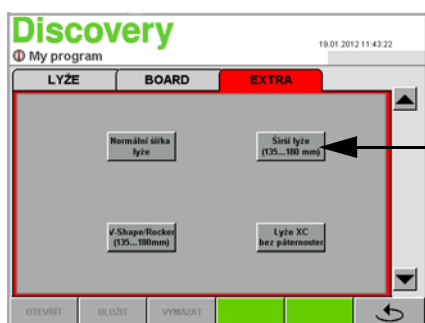 Discovery
19.01.2012 11:43:22
My program
LYŽE BOARD EXTRA
Normální šířka
lyže
Širší lyže
(135...180 mm)
V-Shape/Rocker
(135...180mm)
Lyže XC
bez páternoster
OTEVŘÍT ULOŽIT VYMAZAT